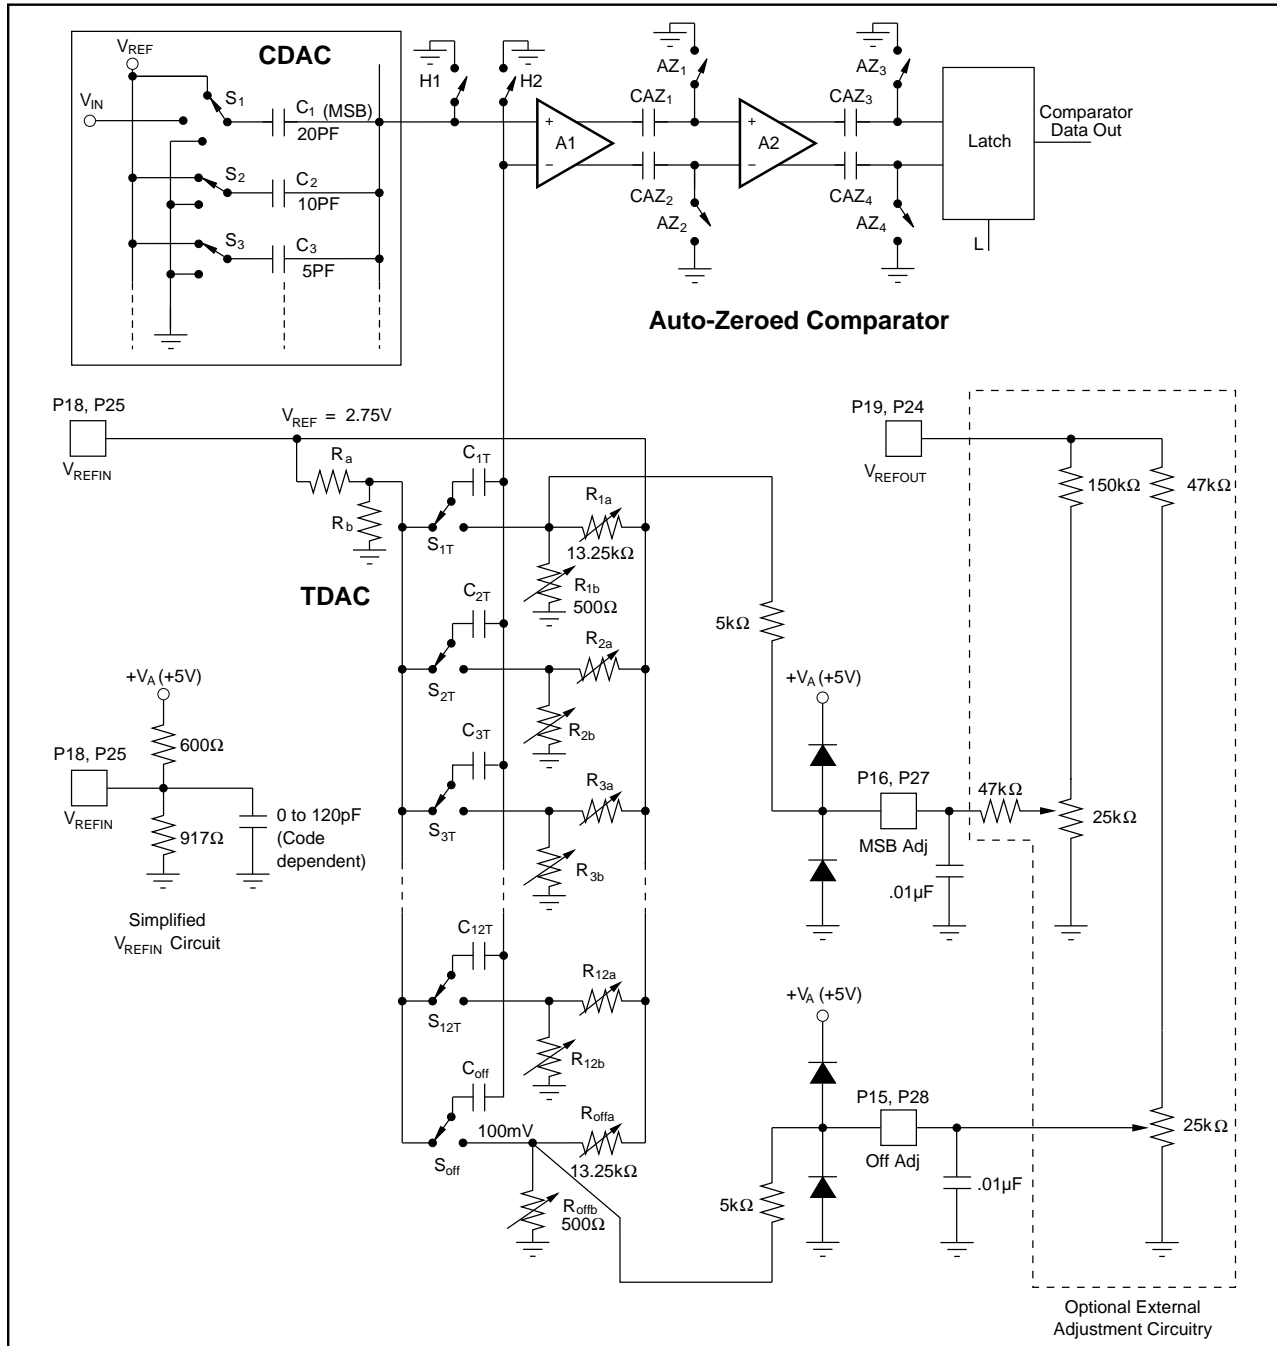 CDAC
V_REF
V_IN
S_1
C_1 (MSB)
20PF
S_2
C_2
10PF
S_3
C_3
5PF
H1
H2
A1
+
−
CAZ_1
CAZ_2
AZ_1
AZ_2
A2
+
−
CAZ_3
CAZ_4
AZ_3
AZ_4
Latch
L
Comparator
Data Out
Auto-Zeroed Comparator
P18, P25
V_REFIN
V_REF = 2.75V
R_a
R_b
TDAC
C_1T
S_1T
R_1a
13.25kΩ
R_1b
500Ω
C_2T
S_2T
R_2a
R_2b
C_3T
S_3T
R_3a
R_3b
C_12T
S_12T
R_12a
R_12b
C_off
S_off
100mV
R_offa
13.25kΩ
R_offb
500Ω
+V_A (+5V)
600Ω
P18, P25
V_REFIN
917Ω
0 to 120pF
(Code
dependent)
Simplified
V_REFIN Circuit
P19, P24
V_REFOUT
150kΩ
47kΩ
5kΩ
+V_A (+5V)
P16, P27
MSB Adj
47kΩ
25kΩ
.01µF
+V_A (+5V)
P15, P28
Off Adj
5kΩ
.01µF
25kΩ
Optional External
Adjustment Circuitry